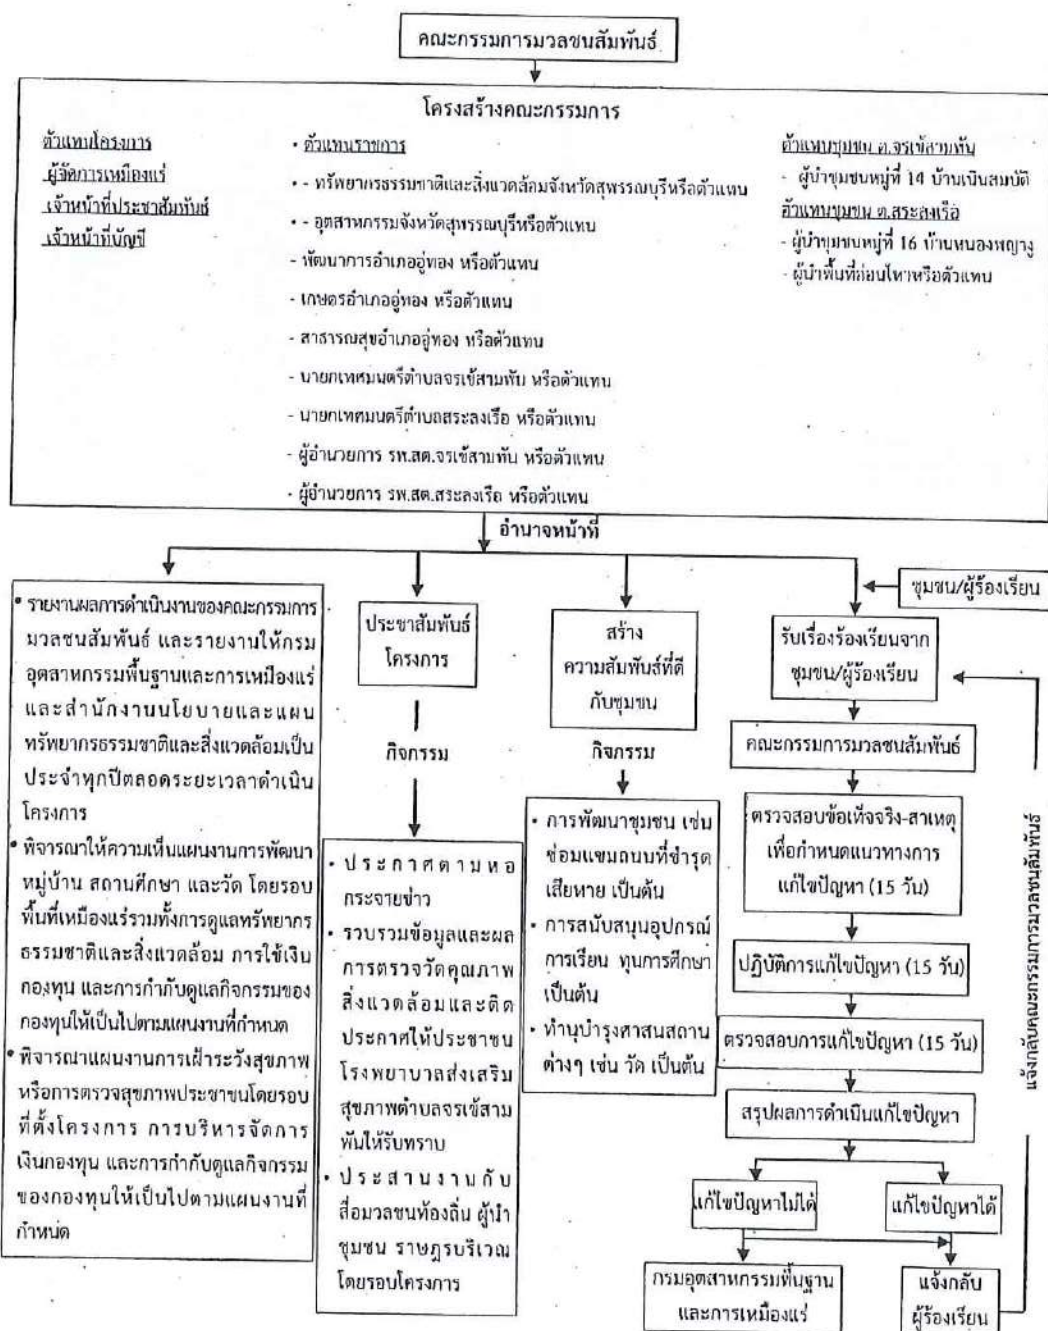 คณะกรรมการมวลชนสัมพันธ์
โครงสร้างคณะกรรมการ
ตัวแทนโครงการ
ผู้จัดการเหมืองแร่
เจ้าหน้าที่ประชาสัมพันธ์
เจ้าหน้าที่บัญชี
• ตัวแทนราชการ
• - ทรัพยากรธรรมชาติและสิ่งแวดล้อมจังหวัดสุพรรณบุรีหรือตัวแทน
• - อุตสาหกรรมจังหวัดสุพรรณบุรีหรือตัวแทน
- พัฒนาการอำเภออู่ทอง หรือตัวแทน
- เกษตรอำเภออู่ทอง หรือตัวแทน
- สาธารณสุขอำเภออู่ทอง หรือตัวแทน
- นายกเทศมนตรีตำบลจรเข้สามพัน หรือตัวแทน
- นายกเทศมนตรีตำบลสระลงเรือ หรือตัวแทน
- ผู้อำนวยการ รพ.สต.จรเข้สามพัน หรือตัวแทน
- ผู้อำนวยการ รพ.สต.สระลงเรือ หรือตัวแทน
ตัวแทนชุมชน ต.จรเข้สามพัน
- ผู้นำชุมชนหมู่ที่ 14 บ้านเนินสมบัติ
ตัวแทนชุมชน ต.สระลงเรือ
- ผู้นำชุมชนหมู่ที่ 16 บ้านหนองพญางู
- ผู้นำพื้นที่อ่อนไหวหรือตัวแทน
อำนาจหน้าที่
• รายงานผลการดำเนินงานของคณะกรรมการ
มวลชนสัมพันธ์ และรายงานให้กรม
อุตสาหกรรมพื้นฐานและการเหมืองแร่
และสำนักงานนโยบายและแผน
ทรัพยากรธรรมชาติและสิ่งแวดล้อมเป็น
ประจำทุกปีตลอดระยะเวลาดำเนิน
โครงการ
• พิจารณาให้ความเห็นแผนงานการพัฒนา
หมู่บ้าน สถานศึกษา และวัด โดยรอบ
พื้นที่เหมืองแร่รวมทั้งการดูแลทรัพยากร
ธรรมชาติและสิ่งแวดล้อม การใช้เงิน
กองทุน และการกำกับดูแลกิจกรรมของ
กองทุนให้เป็นไปตามแผนงานที่กำหนด
• พิจารณาแผนงานการเฝ้าระวังสุขภาพ
หรือการตรวจสุขภาพประชาชนโดยรอบ
ที่ตั้งโครงการ การบริหารจัดการ
เงินกองทุน และการกำกับดูแลกิจกรรม
ของกองทุนให้เป็นไปตามแผนงานที่
กำหนด
ประชาสัมพันธ์
โครงการ
กิจกรรม
• ประกาศตามหอ
กระจายข่าว
• รวบรวมข้อมูลและผล
การตรวจวัดคุณภาพ
สิ่งแวดล้อมและติด
ประกาศให้ประชาชน
โรงพยาบาลส่งเสริม
สุขภาพตำบลจรเข้สาม
พันให้รับทราบ
• ประสานงานกับ
สื่อมวลชนท้องถิ่น ผู้นำ
ชุมชน ราษฎรบริเวณ
โดยรอบโครงการ
สร้าง
ความสัมพันธ์ที่ดี
กับชุมชน
กิจกรรม
• การพัฒนาชุมชน เช่น
ซ่อมแซมถนนที่ชำรุด
เสียหาย เป็นต้น
• การสนับสนุนอุปกรณ์
การเรียน ทุนการศึกษา
เป็นต้น
• ทำนุบำรุงศาสนสถาน
ต่างๆ เช่น วัด เป็นต้น
ชุมชน/ผู้ร้องเรียน
รับเรื่องร้องเรียนจาก
ชุมชน/ผู้ร้องเรียน
คณะกรรมการมวลชนสัมพันธ์
ตรวจสอบข้อเท็จจริง-สาเหตุ
เพื่อกำหนดแนวทางการ
แก้ไขปัญหา (15 วัน)
ปฏิบัติการแก้ไขปัญหา (15 วัน)
ตรวจสอบการแก้ไขปัญหา (15 วัน)
สรุปผลการดำเนินแก้ไขปัญหา
แก้ไขปัญหาไม่ได้
แก้ไขปัญหาได้
กรมอุตสาหกรรมพื้นฐาน
และการเหมืองแร่
แจ้งกลับ
ผู้ร้องเรียน
แจ้งกลับคณะกรรมการมวลชนสัมพันธ์